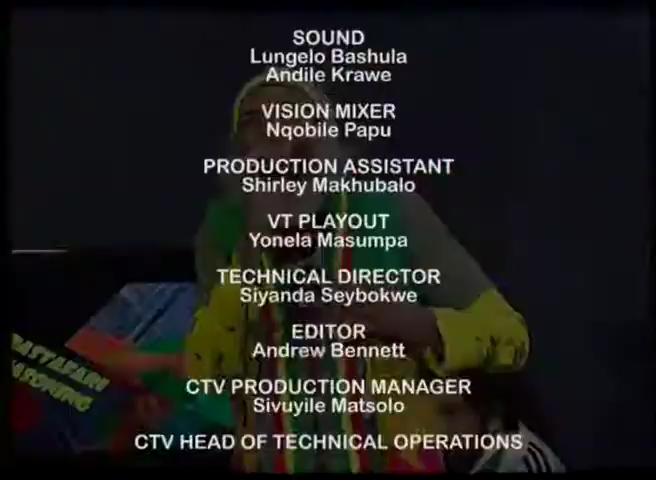 SOUND
Lungelo Bashula
Andile Krawe
VISION MIXER
Nqobile Papu
PRODUCTION ASSISTANT
Shirley Makhubalo
VT PLAYOUT
Yonela Masumpa
TECHNICAL DIRECTOR
Siyanda Seybokwe
EDITOR
Andrew Bennett
CTV PRODUCTION MANAGER
Sivuyile Matsolo
CTV HEAD OF TECHNICAL OPERATIONS